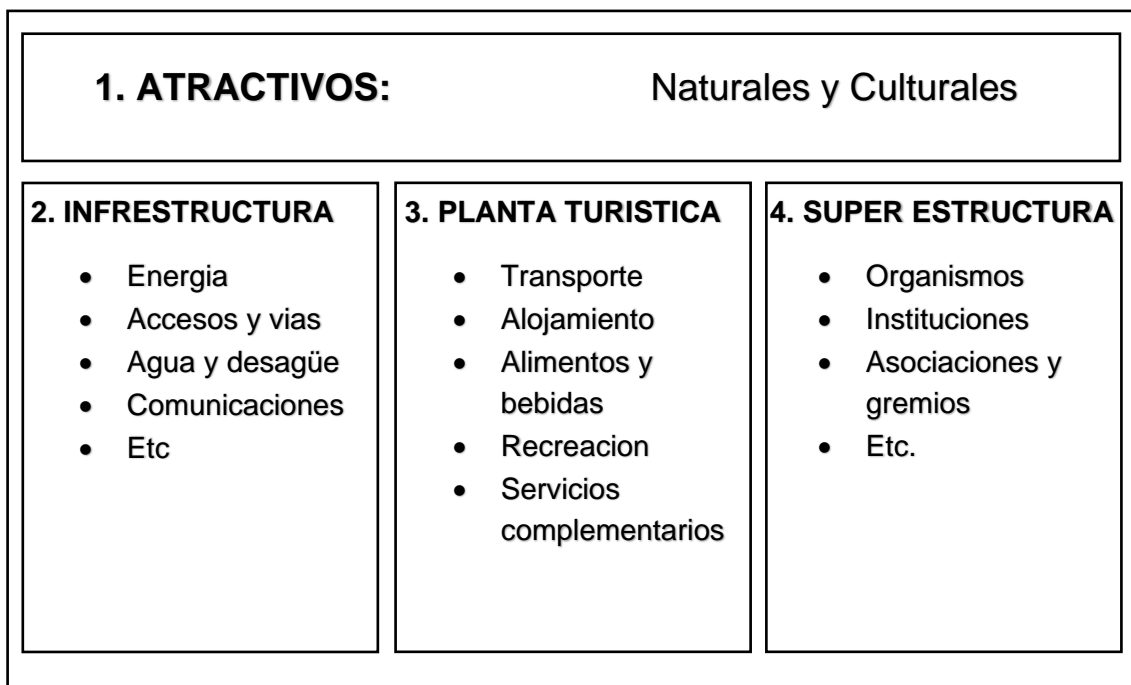 1. ATRACTIVOS: Naturales y Culturales
2. INFRESTRUCTURA
• Energia
• Accesos y vias
• Agua y desagüe
• Comunicaciones
• Etc
3. PLANTA TURISTICA
• Transporte
• Alojamiento
• Alimentos y
bebidas
• Recreacion
• Servicios
complementarios
4. SUPER ESTRUCTURA
• Organismos
• Instituciones
• Asociaciones y
gremios
• Etc.